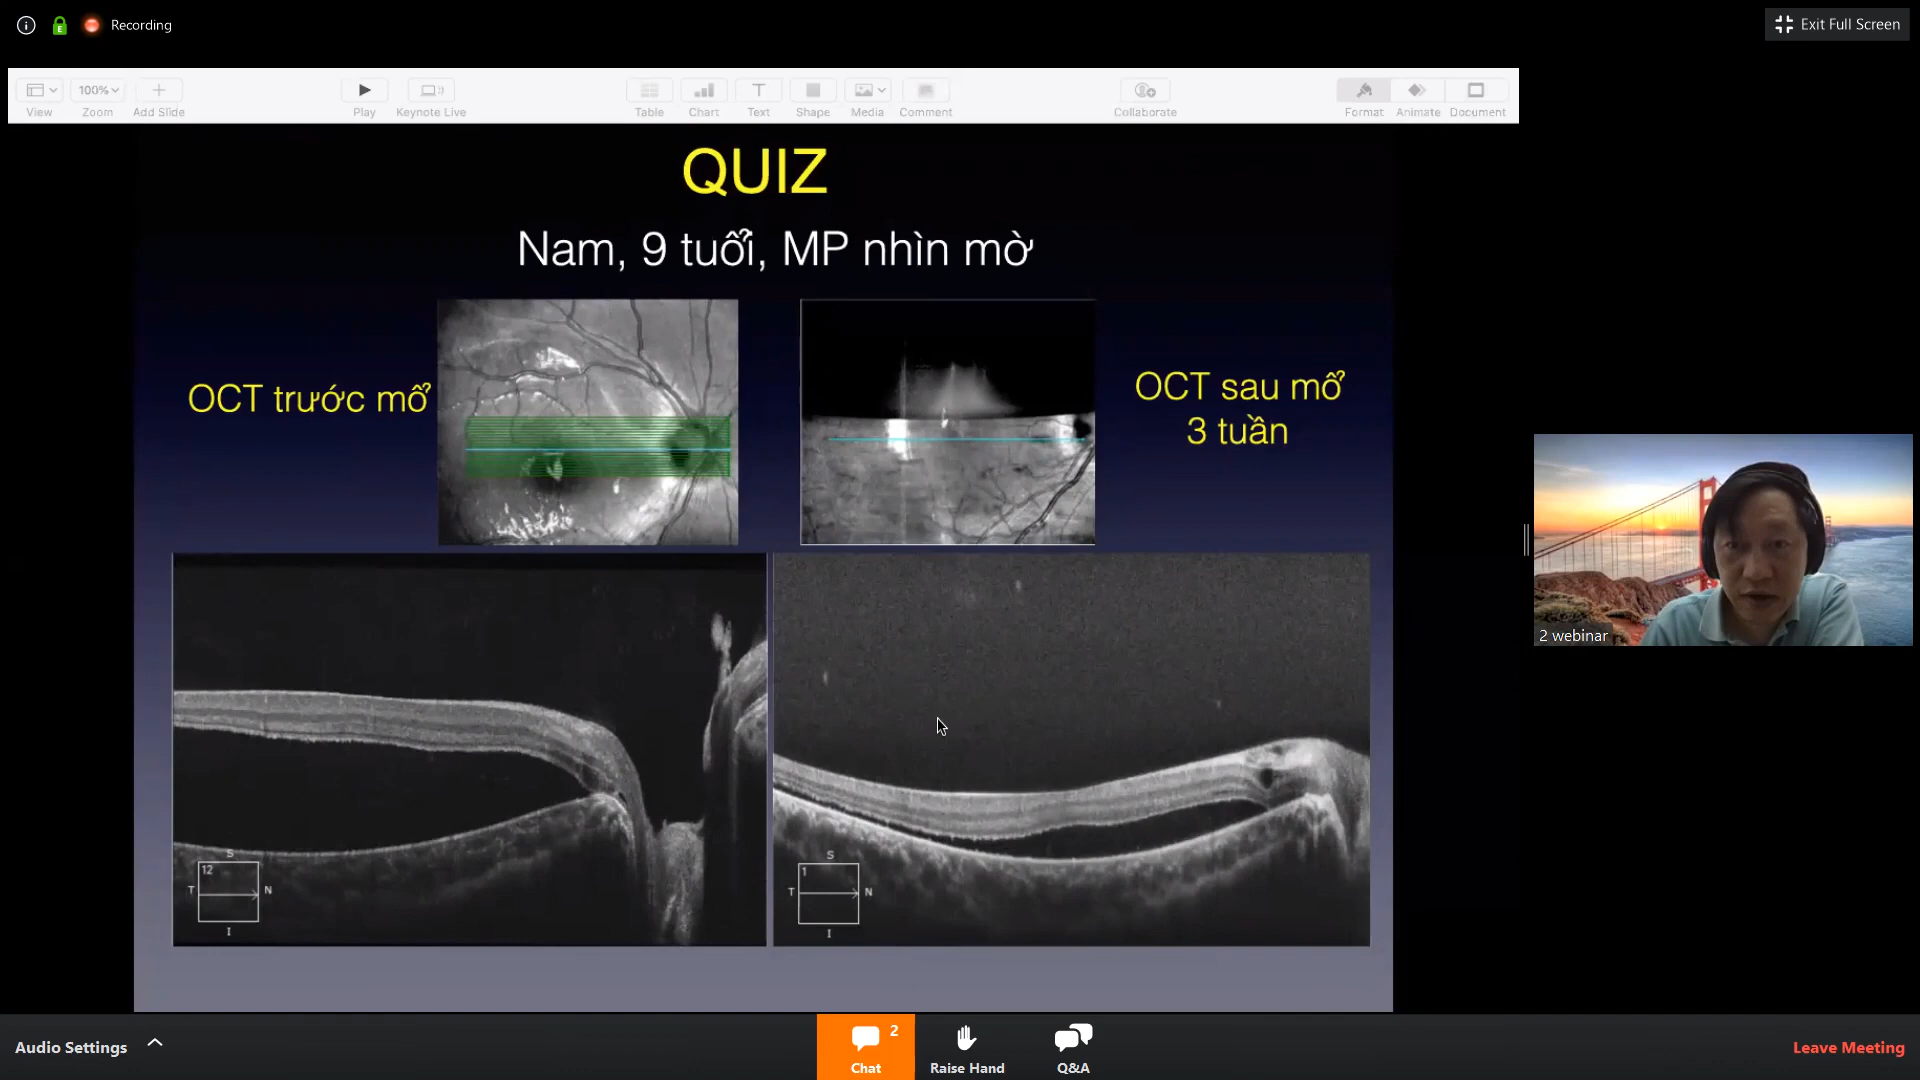 Recording
Exit Full Screen
100%
View
Zoom
Add Slide
Play
Keynote Live
Table
Chart
Text
Shape
Media
Comment
Collaborate
Format
Animate
Document
QUIZ
Nam, 9 tuổi, MP nhìn mờ
OCT trước mổ
OCT sau mổ
3 tuần
S
12
T
N
I
S
1
T
N
I
2 webinar
Audio Settings
2
Chat
Raise Hand
Q&A
Leave Meeting